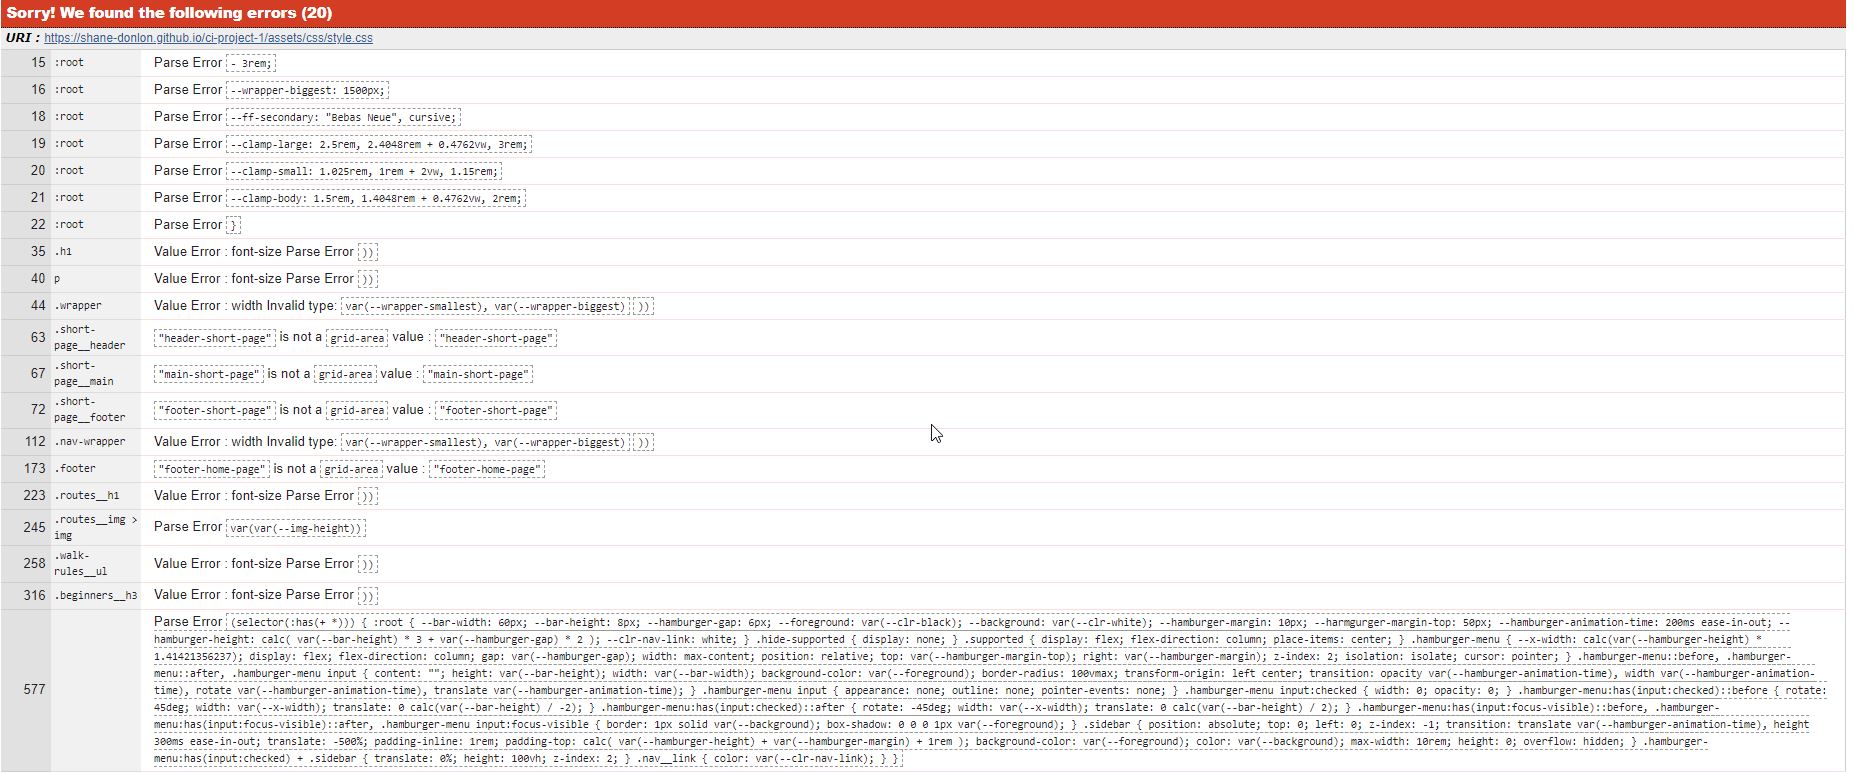 Sorry! We found the following errors (20)
URI : https://shane-donlon.github.io/ci-project-1/assets/css/style.css
15 :root Parse Error - 3rem;
16 :root Parse Error --wrapper-biggest: 1500px;
18 :root Parse Error --ff-secondary: "Bebas Neue", cursive;
19 :root Parse Error --clamp-large: 2.5rem, 2.4048rem + 0.4762vw, 3rem;
20 :root Parse Error --clamp-small: 1.025rem, 1rem + 2vw, 1.15rem;
21 :root Parse Error --clamp-body: 1.5rem, 1.4048rem + 0.4762vw, 2rem;
22 :root Parse Error }
35 .h1 Value Error : font-size Parse Error ))
40 p Value Error : font-size Parse Error ))
44 .wrapper Value Error : width Invalid type: var(--wrapper-smallest), var(--wrapper-biggest) ))
63 .short-
page__header "header-short-page" is not a grid-area value : "header-short-page"
67 .short-
page__main "main-short-page" is not a grid-area value : "main-short-page"
72 .short-
page__footer "footer-short-page" is not a grid-area value : "footer-short-page"
112 .nav-wrapper Value Error : width Invalid type: var(--wrapper-smallest), var(--wrapper-biggest) ))
173 .footer "footer-home-page" is not a grid-area value : "footer-home-page"
223 .routes__h1 Value Error : font-size Parse Error ))
245 .routes__img >
img Parse Error var(var(--img-height))
258 .walk-
rules__ul Value Error : font-size Parse Error ))
316 .beginners__h3 Value Error : font-size Parse Error ))
577 Parse Error (selector(:has(+ *))) { :root { --bar-width: 60px; --bar-height: 8px; --hamburger-gap: 6px; --foreground: var(--clr-black); --background: var(--clr-white); --hamburger-margin: 10px; --harmgurger-margin-top: 50px; --hamburger-animation-time: 200ms ease-in-out; --
hamburger-height: calc( var(--bar-height) * 3 + var(--hamburger-gap) * 2 ); --clr-nav-link: white; } .hide-supported { display: none; } .supported { display: flex; flex-direction: column; place-items: center; } .hamburger-menu { --x-width: calc(var(--hamburger-height) *
1.41421356237); display: flex; flex-direction: column; gap: var(--hamburger-gap); width: max-content; position: relative; top: var(--hamburger-margin-top); right: var(--hamburger-margin); z-index: 2; isolation: isolate; cursor: pointer; } .hamburger-menu::before, .hamburger-
menu::after, .hamburger-menu input { content: ""; height: var(--bar-height); width: var(--bar-width); background-color: var(--foreground); border-radius: 100vmax; transform-origin: left center; transition: opacity var(--hamburger-animation-time), width var(--hamburger-animation-
time), rotate var(--hamburger-animation-time), translate var(--hamburger-animation-time); } .hamburger-menu input { appearance: none; outline: none; pointer-events: none; } .hamburger-menu input:checked { width: 0; opacity: 0; } .hamburger-menu:has(input:checked)::before { rotate:
45deg; width: var(--x-width); translate: 0 calc(var(--bar-height) / -2); } .hamburger-menu:has(input:checked)::after { rotate: -45deg; width: var(--x-width); translate: 0 calc(var(--bar-height) / 2); } .hamburger-menu:has(input:focus-visible)::before, .hamburger-
menu:has(input:focus-visible)::after, .hamburger-menu input:focus-visible { border: 1px solid var(--background); box-shadow: 0 0 0 1px var(--foreground); } .sidebar { position: absolute; top: 0; left: 0; z-index: -1; transition: translate var(--hamburger-animation-time), height
300ms ease-in-out; translate: -500%; padding-inline: 1rem; padding-top: calc( var(--hamburger-height) + var(--hamburger-margin) + 1rem ); background-color: var(--foreground); color: var(--background); max-width: 10rem; height: 0; overflow: hidden; } .hamburger-
menu:has(input:checked) + .sidebar { translate: 0%; height: 100vh; z-index: 2; } .nav__link { color: var(--clr-nav-link); } }